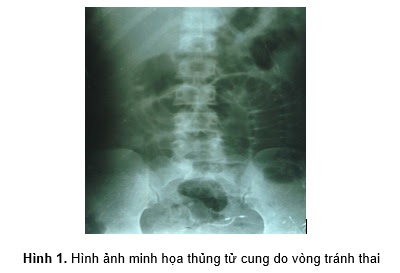 Hình 1. Hình ảnh minh họa thủng tử cung do vòng tránh thai